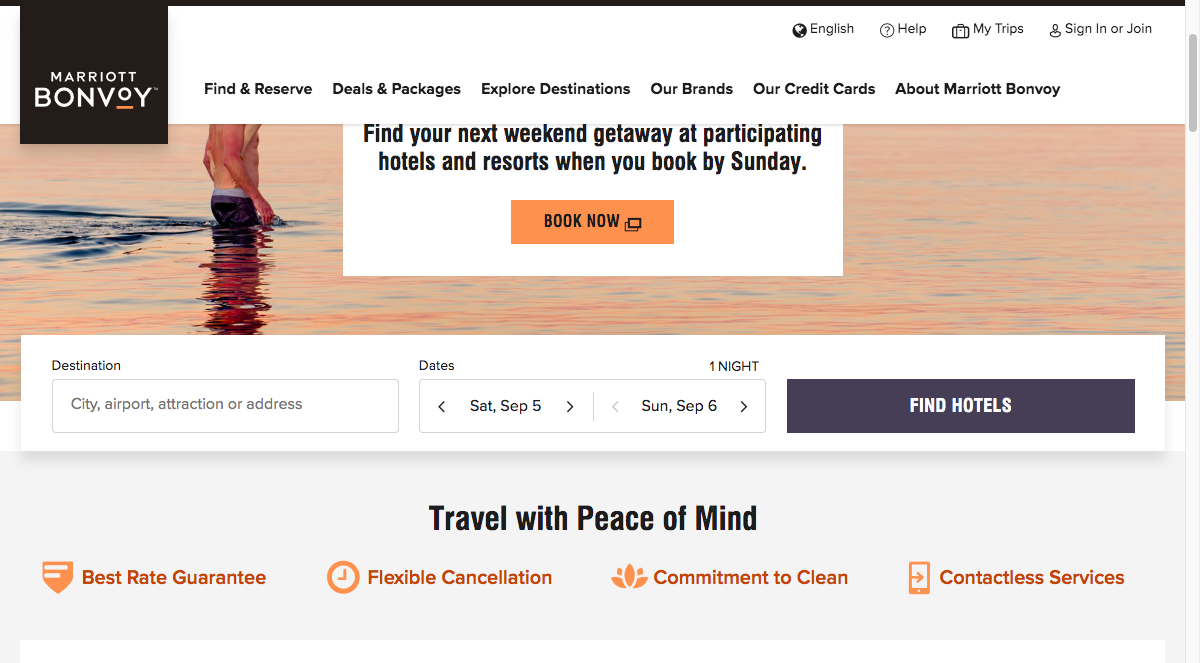 English
Help
My Trips
Sign In or Join
MARRIOTT
BONVOY™
Find & Reserve
Deals & Packages
Explore Destinations
Our Brands
Our Credit Cards
About Marriott Bonvoy
Find your next weekend getaway at participating
hotels and resorts when you book by Sunday.
BOOK NOW
Destination
City, airport, attraction or address
Dates
1 NIGHT
Sat, Sep 5
Sun, Sep 6
FIND HOTELS
Travel with Peace of Mind
Best Rate Guarantee
Flexible Cancellation
Commitment to Clean
Contactless Services